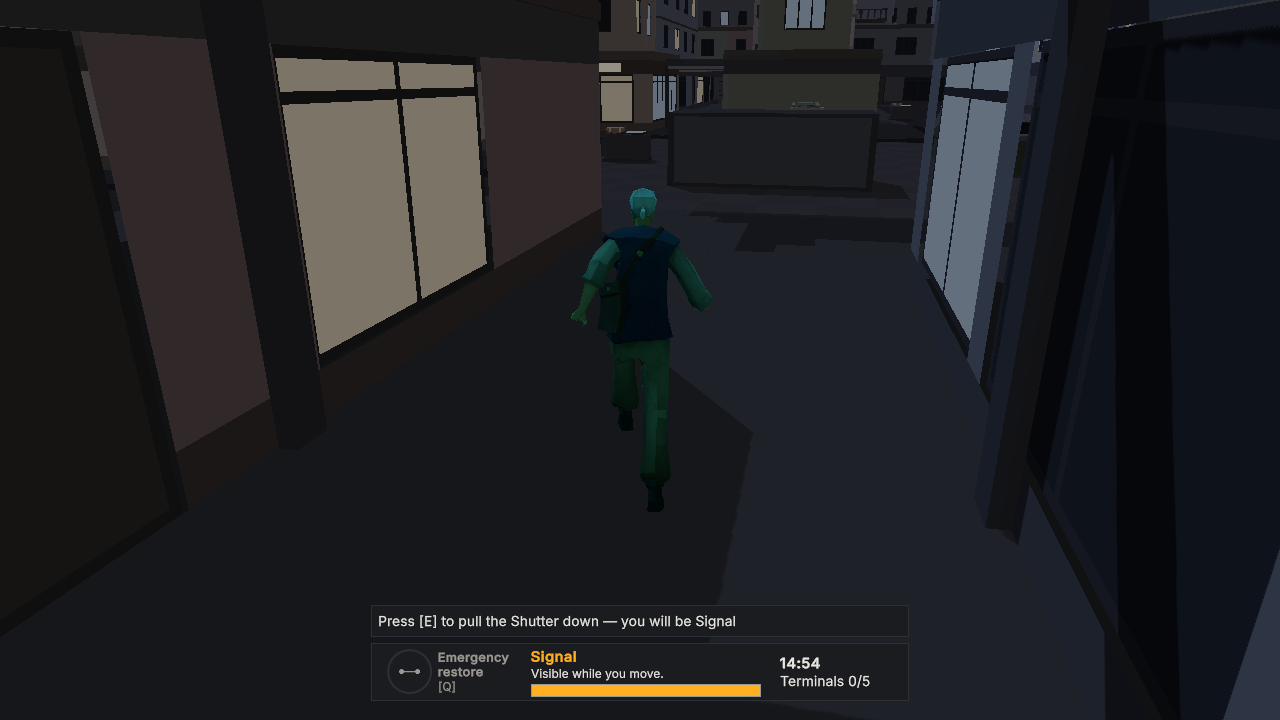 Press [E] to pull the Shutter down — you will be Signal
Emergency
restore
[Q]
Signal
Visible while you move.
14:54
Terminals 0/5